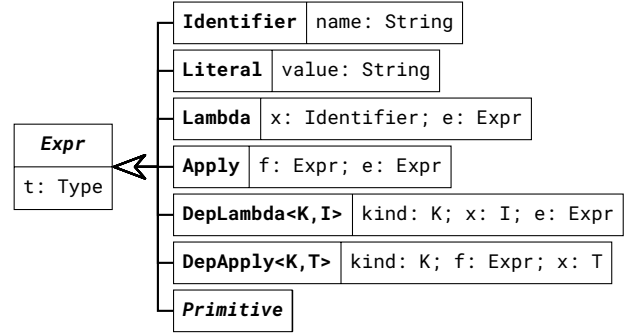 Identifier name: String
Literal value: String
Lambda x: Identifier; e: Expr
Expr
Apply f: Expr; e: Expr
t: Type
DepLambda<K,I> kind: K; x: I; e: Expr
DepApply<K,T> kind: K; f: Expr; x: T
Primitive